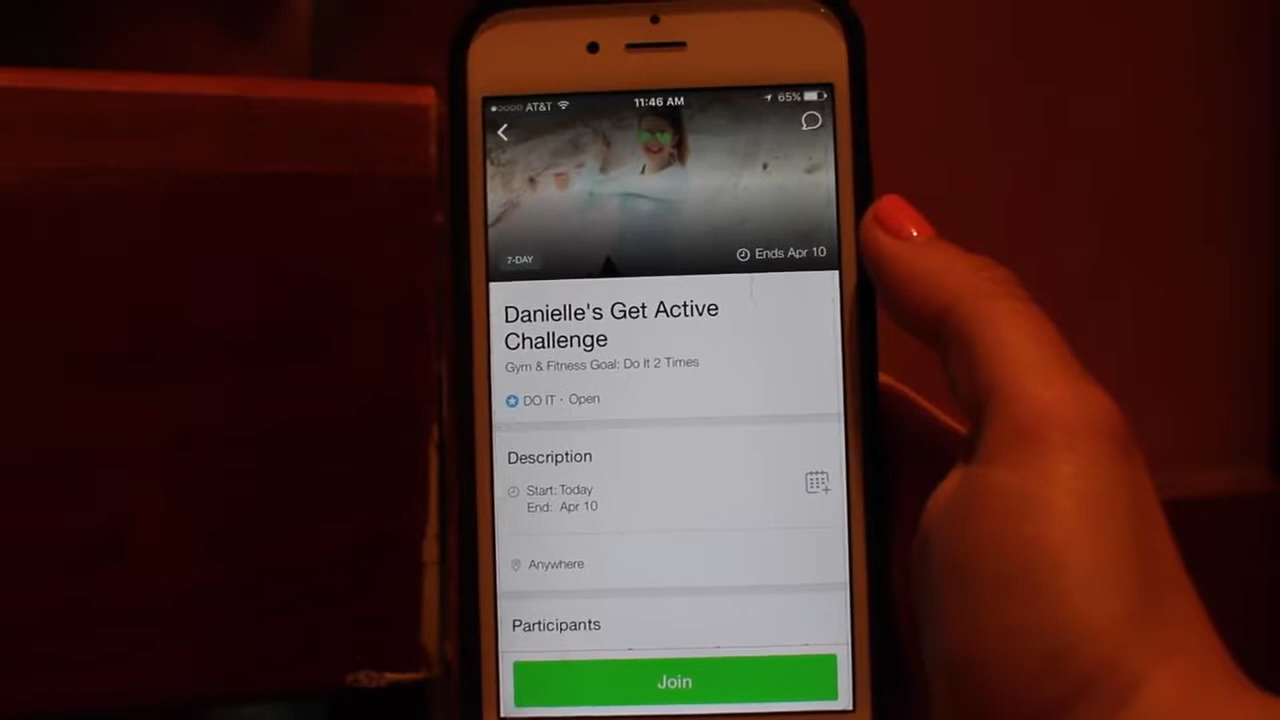 AT&T 11:46 AM 65%
7-DAY
Ends Apr 10
Danielle's Get Active
Challenge
Gym & Fitness Goal: Do It 2 Times
DO IT · Open
Description
Start: Today
End: Apr 10
Anywhere
Participants
Join